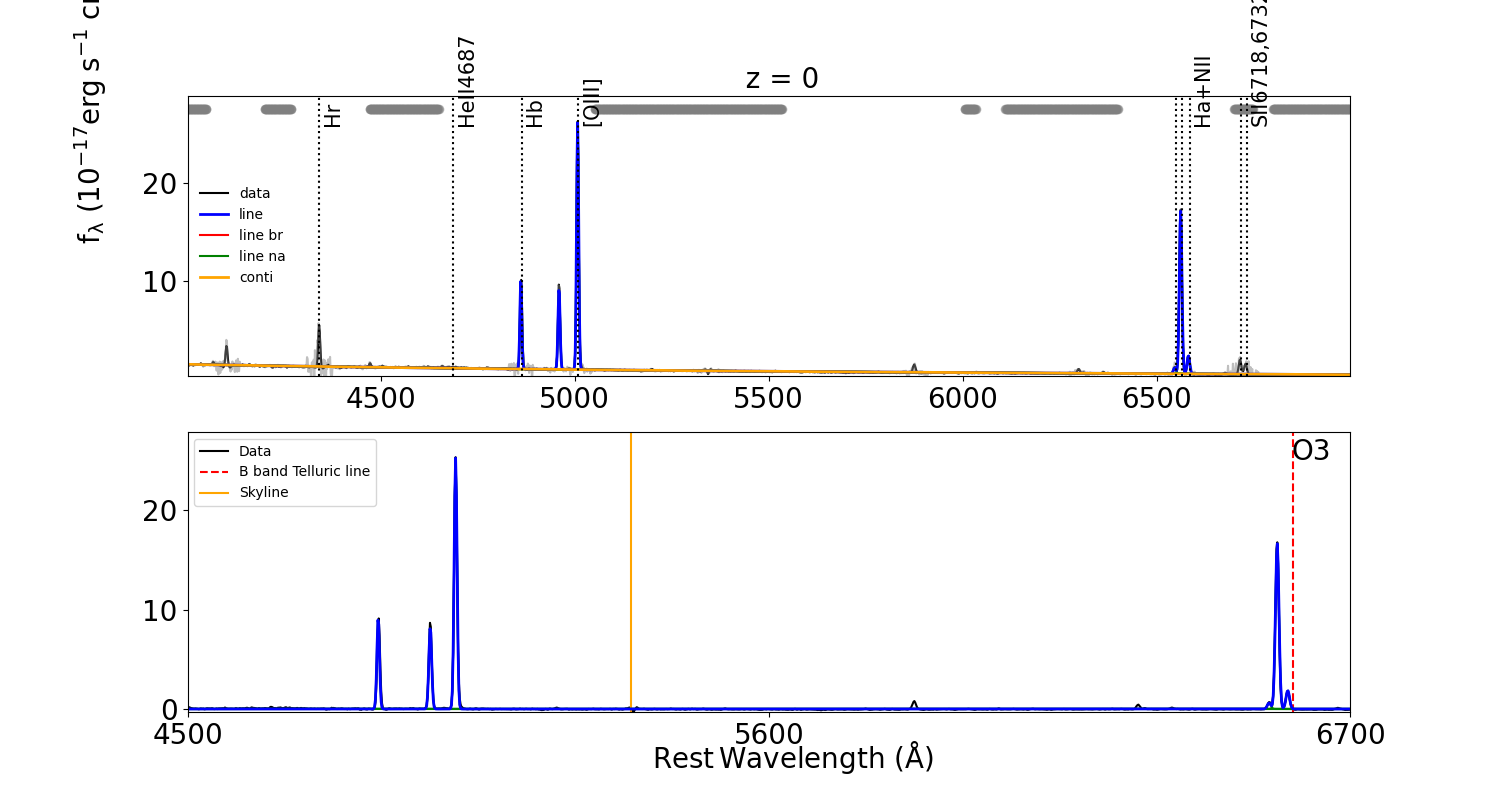 z = 0
f_λ (10^−17 erg s^−1
Hr
HeII4687
Hb
[OIII]
Ha+NII
SII6718,6732
data
line
line br
line na
conti
20
10
4500 5000 5500 6000 6500
O3
Data
B band Telluric line
Skyline
20
10
0
4500 5600 6700
Rest Wavelength (Å)